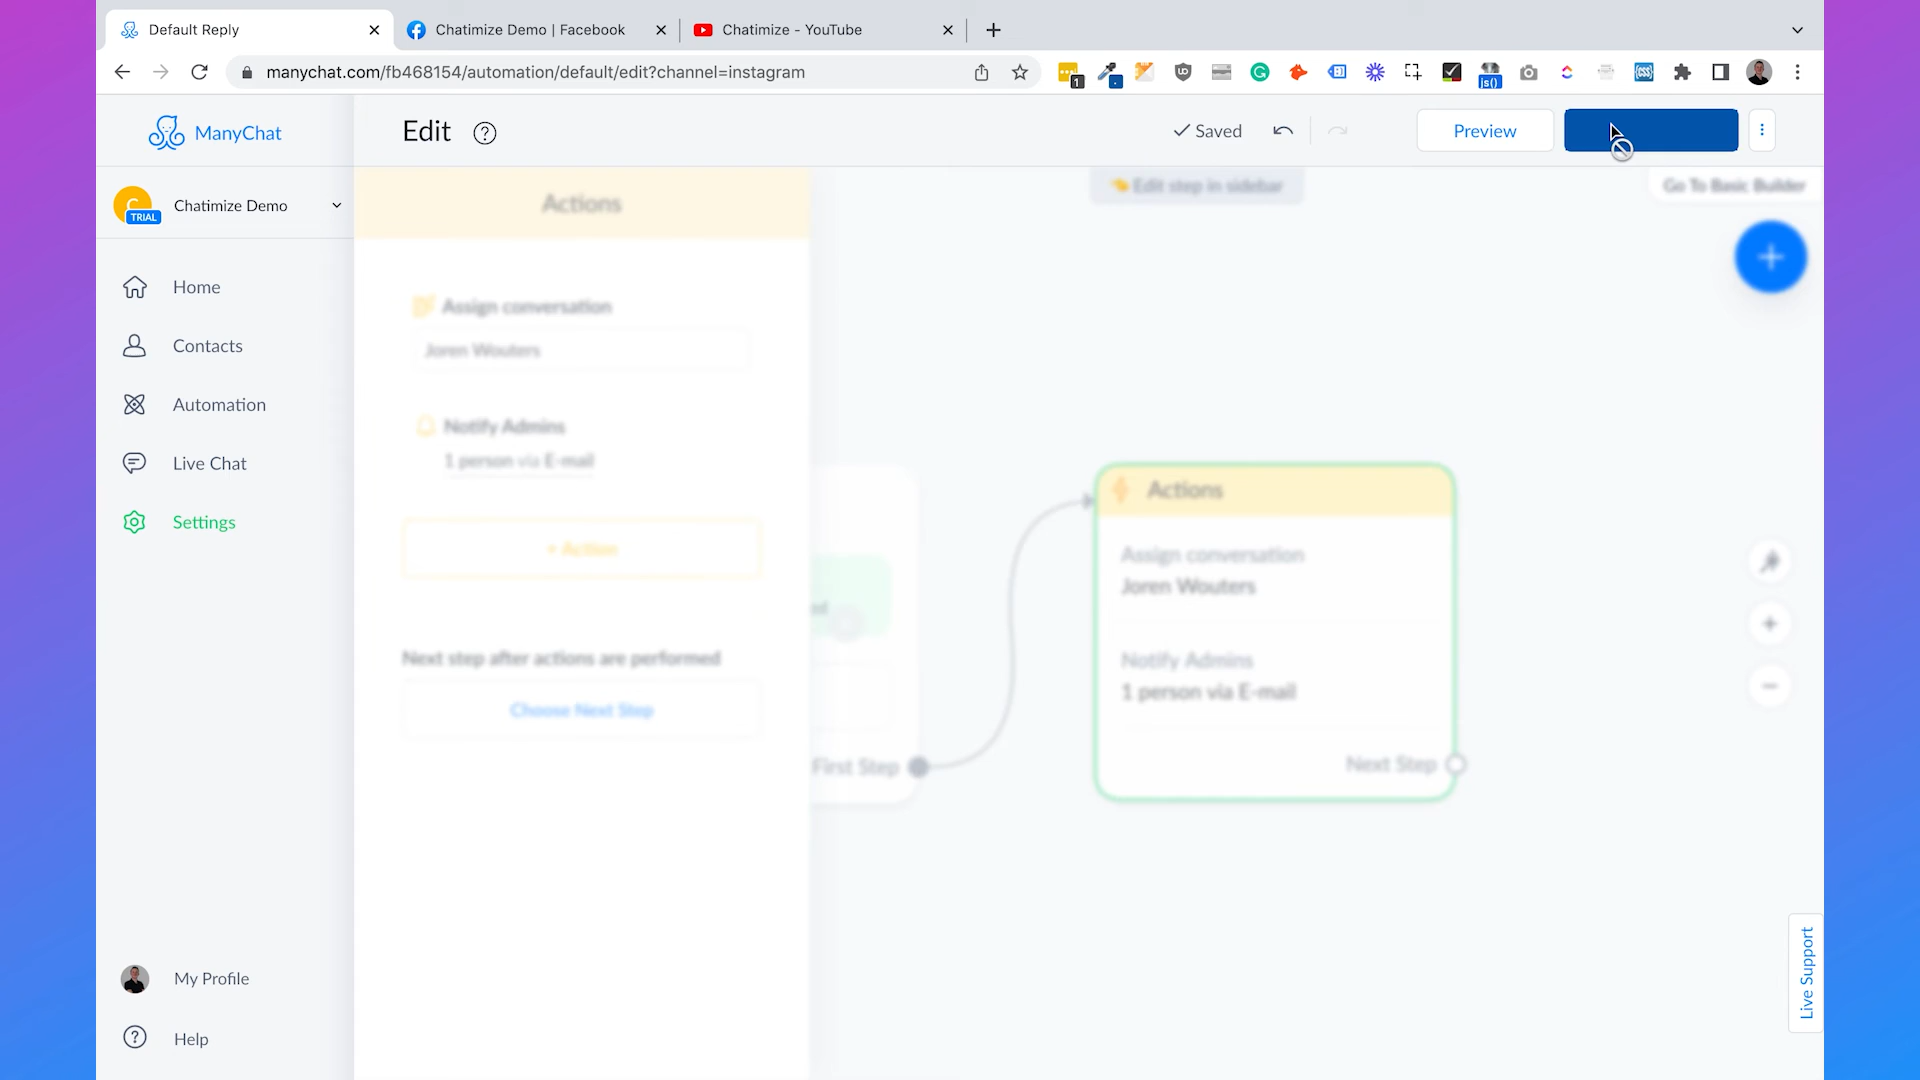 Default Reply
Chatimize Demo | Facebook
Chatimize - YouTube
manychat.com/fb468154/automation/default/edit?channel=instagram
1
js()
CSS
ManyChat
Edit
?
Saved
Preview
Edit step in sidebar
Go To Basic Builder
C
TRIAL
Chatimize Demo
Home
Contacts
Automation
Live Chat
Settings
Actions
Assign conversation
Joren Wouters
Notify Admins
1 person via E-mail
+ Action
Next step after actions are performed
Choose Next Step
First Step
Actions
Assign conversation
Joren Wouters
Notify Admins
1 person via E-mail
Next Step
Live Support
My Profile
Help